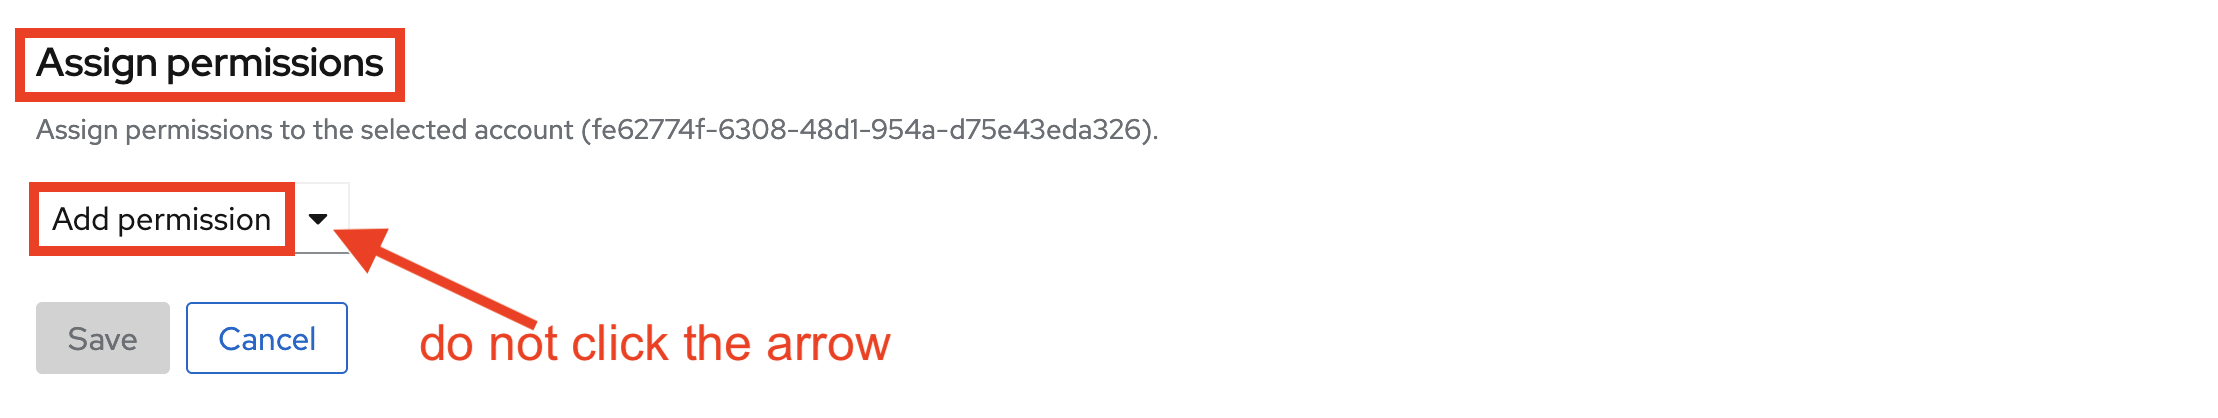 Assign permissions
Assign permissions to the selected account (fe62774f-6308-48d1-954a-d75e43eda326).
Add permission
Save
Cancel
do not click the arrow